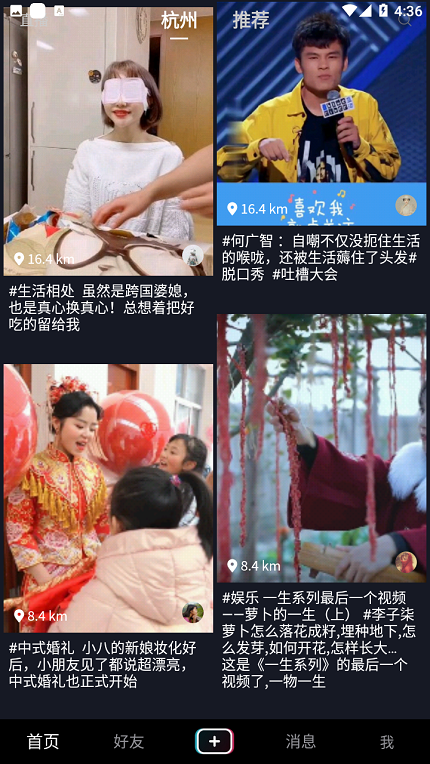 4:36
杭州
推荐
16.4 km
#生活相处 虽然是跨国婆媳，
也是真心换真心！总想着把好
吃的留给我
喜欢我
16.4 km
#何广智 ：自嘲不仅没扼住生活
的喉咙，还被生活薅住了头发#
脱口秀 #吐槽大会
8.4 km
#中式婚礼 小八的新娘妆化好
后，小朋友见了都说超漂亮，
中式婚礼也正式开始
8.4 km
#娱乐 一生系列最后一个视频
——萝卜的一生（上） #李子柒
萝卜怎么落花成籽,埋种地下,怎
么发芽,如何开花,怎样长大...
这是《一生系列》的最后一个
视频了,一物一生
首页 好友 消息 我